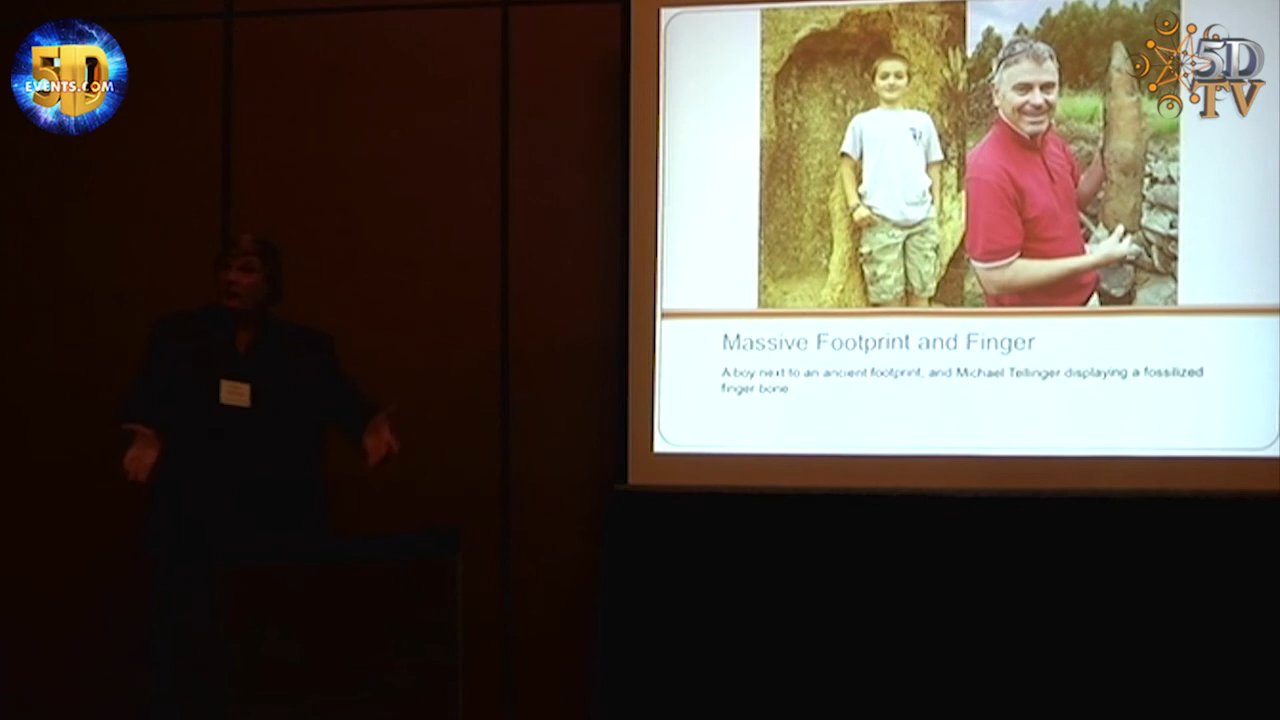 5D
EVENTS.COM
5D
TV
Massive Footprint and Finger
A boy next to an ancient footprint, and Michael Tellinger displaying a fossilized
finger bone